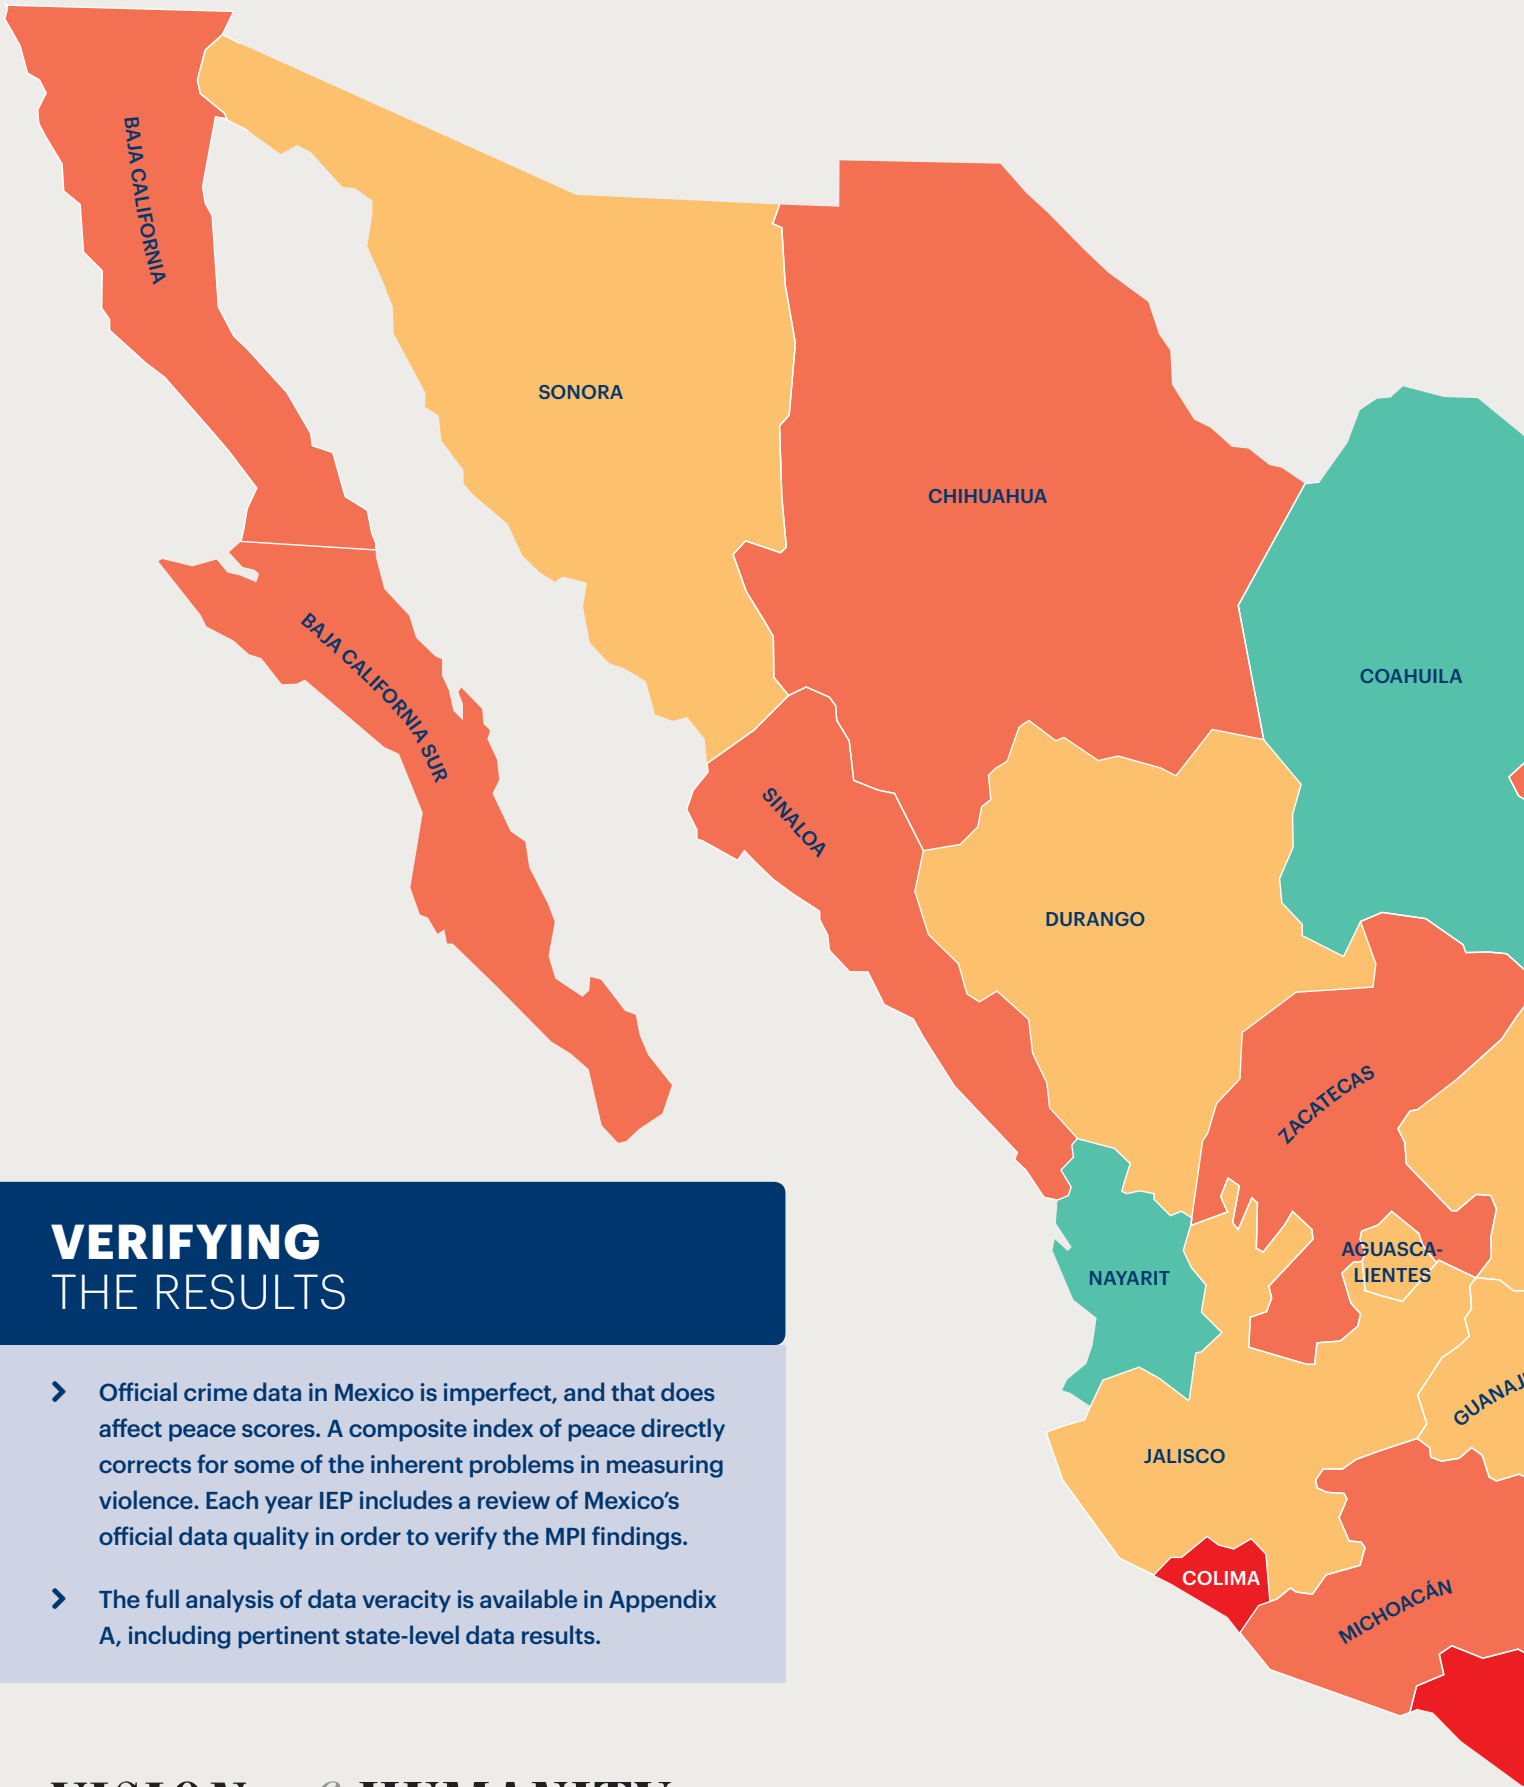 BAJA CALIFORNIA
SONORA
CHIHUAHUA
COAHUILA
BAJA CALIFORNIA SUR
SINALOA
DURANGO
ZACATECAS
AGUASCA-
LIENTES
NAYARIT
JALISCO
COLIMA
MICHOACÁN
VERIFYING
THE RESULTS
Official crime data in Mexico is imperfect, and that does
affect peace scores. A composite index of peace directly
corrects for some of the inherent problems in measuring
violence. Each year IEP includes a review of Mexico’s
official data quality in order to verify the MPI findings.
The full analysis of data veracity is available in Appendix
A, including pertinent state-level data results.